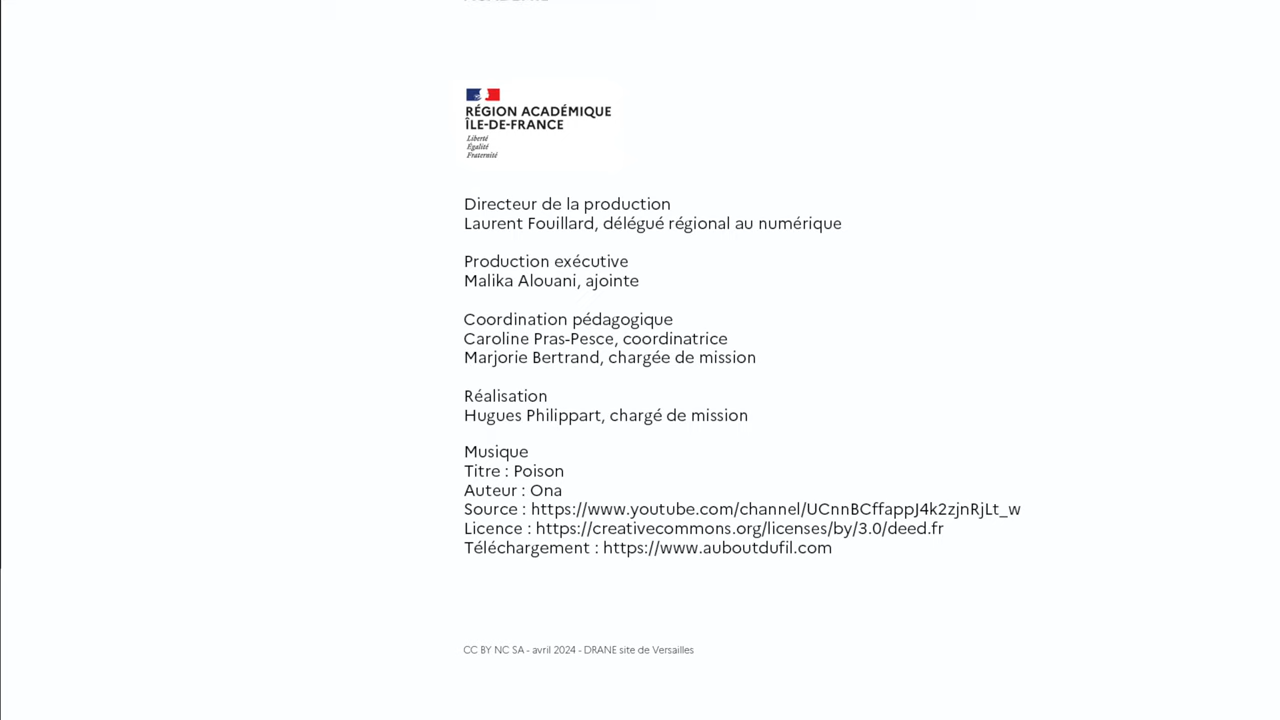 RÉGION ACADÉMIQUE
ÎLE-DE-FRANCE
Liberté
Égalité
Fraternité
Directeur de la production
Laurent Fouillard, délégué régional au numérique
Production exécutive
Malika Alouani, ajointe
Coordination pédagogique
Caroline Pras-Pesce, coordinatrice
Marjorie Bertrand, chargée de mission
Réalisation
Hugues Philippart, chargé de mission
Musique
Titre : Poison
Auteur : Ona
Source : https://www.youtube.com/channel/UCnnBCffappJ4k2zjnRjLt_w
Licence : https://creativecommons.org/licenses/by/3.0/deed.fr
Téléchargement : https://www.auboutdufil.com
CC BY NC SA - avril 2024 - DRANE site de Versailles